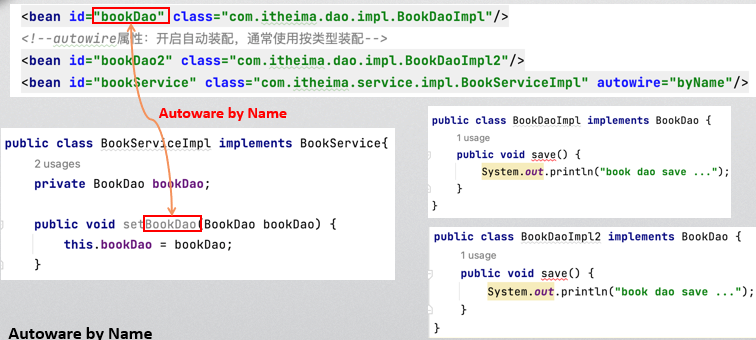 <bean id="bookDao" class="com.itheima.dao.impl.BookDaoImpl"/>
<!--autowire属性：开启自动装配，通常使用按类型装配-->
<bean id="bookDao2" class="com.itheima.dao.impl.BookDaoImpl2"/>
<bean id="bookService" class="com.itheima.service.impl.BookServiceImpl" autowire="byName"/>
Autoware by Name
public class BookServiceImpl implements BookService{
2 usages
private BookDao bookDao;
public void setBookDao(BookDao bookDao) {
this.bookDao = bookDao;
}
public class BookDaoImpl implements BookDao {
1 usage
public void save() {
System.out.println("book dao save ...");
}
}
public class BookDaoImpl2 implements BookDao {
1 usage
public void save() {
System.out.println("book dao save ...");
}
}
Autoware by Name